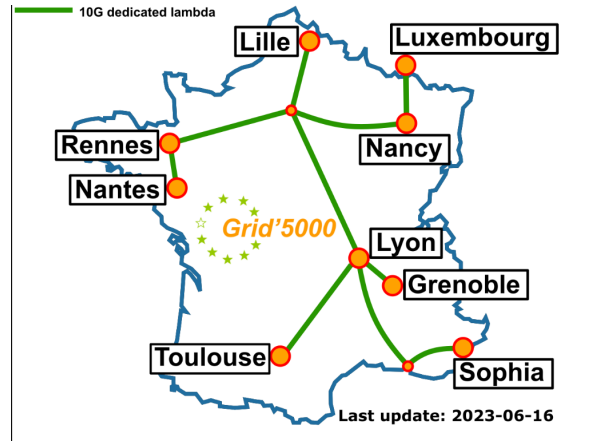 10G dedicated lambda
Lille
Luxembourg
Rennes
Nancy
Nantes
Grid'5000
Lyon
Grenoble
Toulouse
Sophia
Last update: 2023-06-16